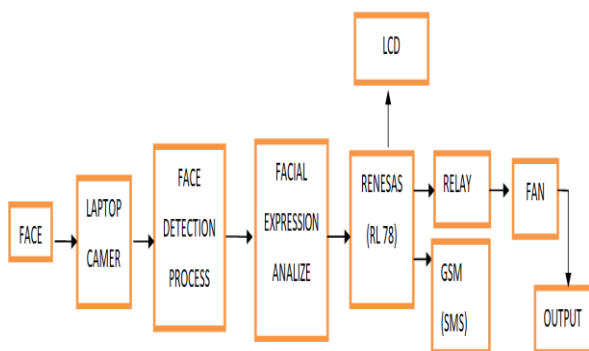 LCD
FACE
LAPTOP
CAMER
FACE
DETECTION
PROCESS
FACIAL
EXPRESSION
ANALIZE
RENESAS
(RL 78)
RELAY
FAN
GSM
(SMS)
OUTPUT